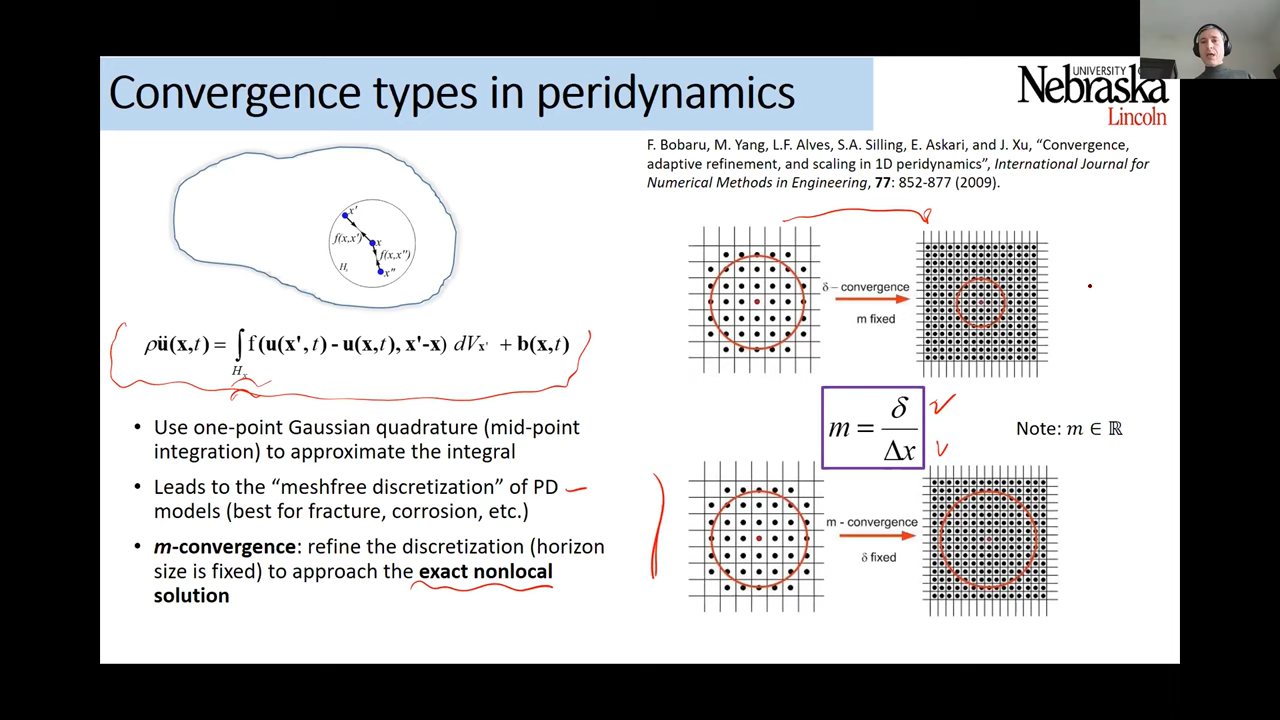 Convergence types in peridynamics
UNIVERSITY
Nebraska
Lincoln
F. Bobaru, M. Yang, L.F. Alves, S.A. Silling, E. Askari, and J. Xu, “Convergence,
adaptive refinement, and scaling in 1D peridynamics”, International Journal for
Numerical Methods in Engineering, 77: 852-877 (2009).
x'
f(x,x')
x
f(x,x'')
x''
ρü(x,t) = ∫ f(u(x',t) - u(x,t), x'-x) dVx' + b(x,t)
Hx
• Use one-point Gaussian quadrature (mid-point
integration) to approximate the integral
• Leads to the “meshfree discretization” of PD
models (best for fracture, corrosion, etc.)
• m-convergence: refine the discretization (horizon
size is fixed) to approach the exact nonlocal
solution
δ – convergence
m fixed
m = δ / Δx
Note: m ∈ ℝ
m - convergence
δ fixed